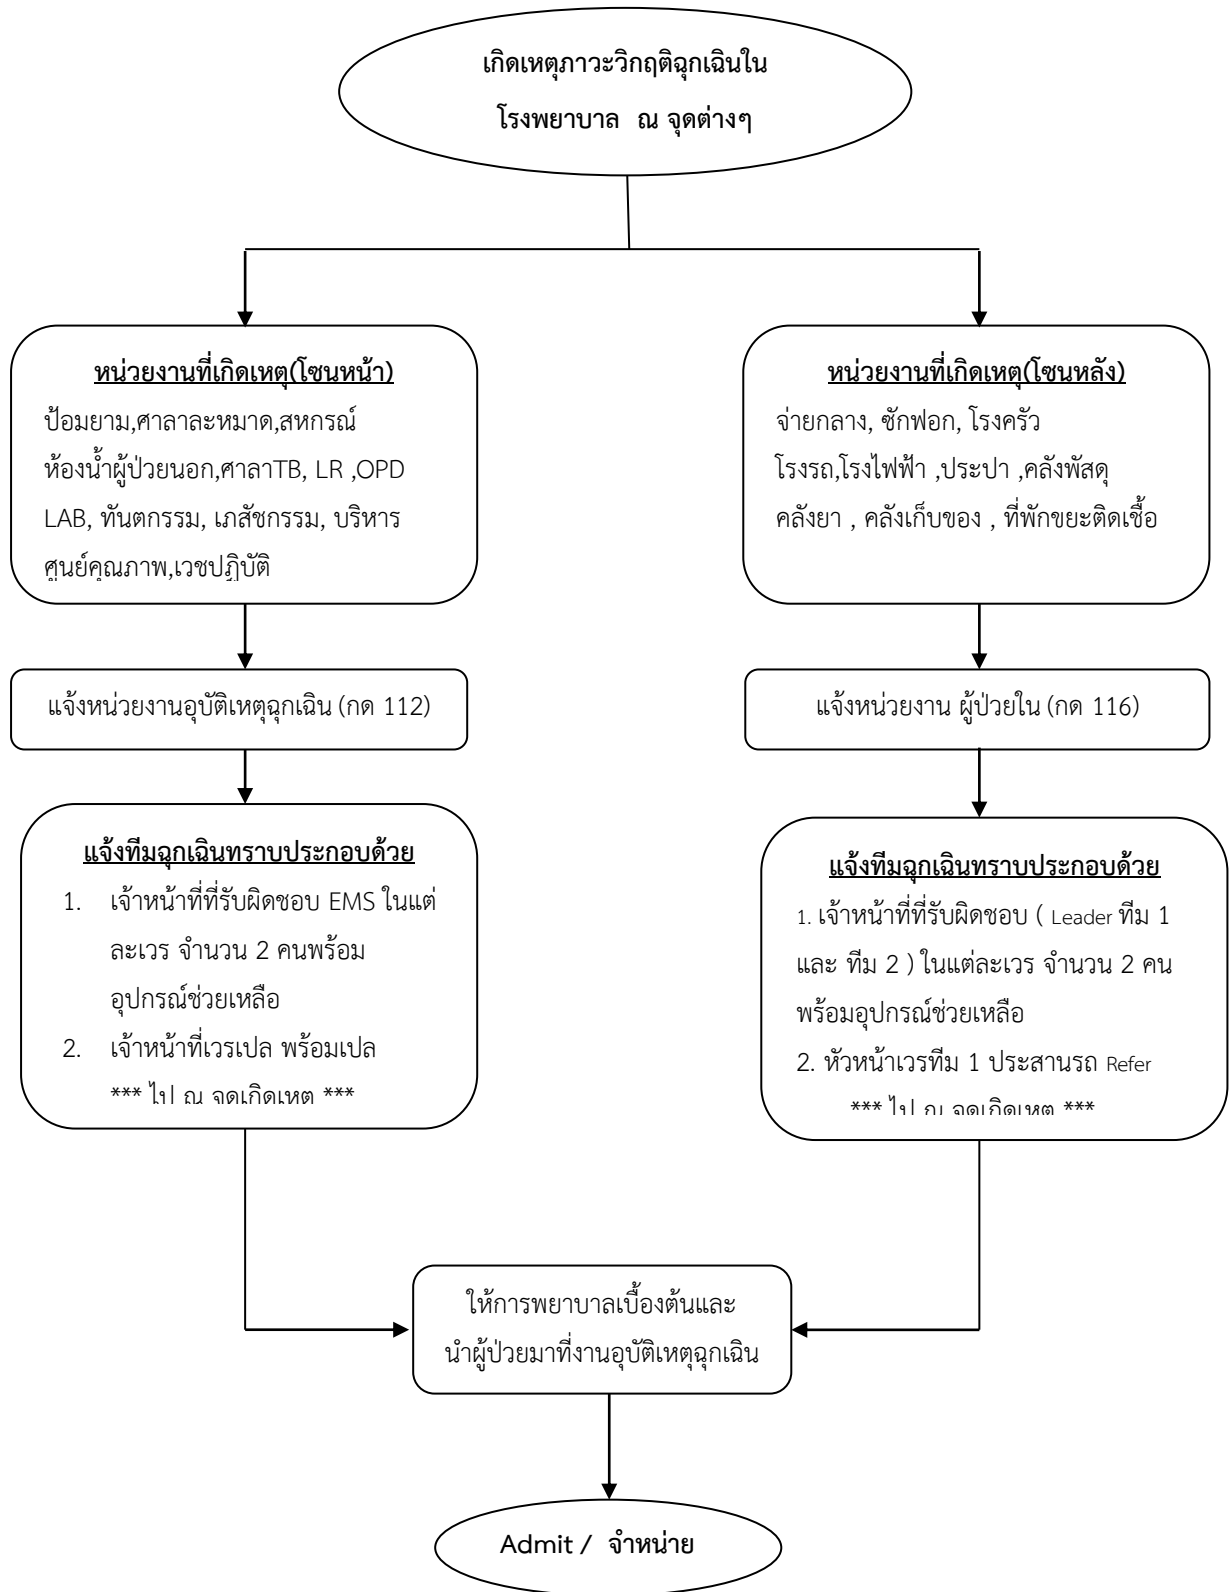 เกิดเหตุภาวะวิกฤติฉุกเฉินใน
โรงพยาบาล ณ จุดต่างๆ
หน่วยงานที่เกิดเหตุ(โซนหน้า)
ป้อมยาม,ศาลาละหมาด,สหกรณ์
ห้องน้ำผู้ป่วยนอก,ศาลาTB, LR ,OPD
LAB, ทันตกรรม, เภสัชกรรม, บริหาร
ศูนย์คุณภาพ,เวชปฏิบัติ
หน่วยงานที่เกิดเหตุ(โซนหลัง)
จ่ายกลาง, ซักฟอก, โรงครัว
โรงรถ,โรงไฟฟ้า ,ประปา ,คลังพัสดุ
คลังยา , คลังเก็บของ , ที่พักขยะติดเชื้อ
แจ้งหน่วยงานอุบัติเหตุฉุกเฉิน (กด 112)
แจ้งหน่วยงาน ผู้ป่วยใน (กด 116)
แจ้งทีมฉุกเฉินทราบประกอบด้วย
1. เจ้าหน้าที่ที่รับผิดชอบ EMS ในแต่
ละเวร จำนวน 2 คนพร้อม
อุปกรณ์ช่วยเหลือ
2. เจ้าหน้าที่เวรเปล พร้อมเปล
*** ไป ณ จุดเกิดเหตุ ***
แจ้งทีมฉุกเฉินทราบประกอบด้วย
1. เจ้าหน้าที่ที่รับผิดชอบ ( Leader ทีม 1
และ ทีม 2 ) ในแต่ละเวร จำนวน 2 คน
พร้อมอุปกรณ์ช่วยเหลือ
2. หัวหน้าเวรทีม 1 ประสานรถ Refer
*** ไป ณ จุดเกิดเหตุ ***
ให้การพยาบาลเบื้องต้นและ
นำผู้ป่วยมาที่งานอุบัติเหตุฉุกเฉิน
Admit / จำหน่าย